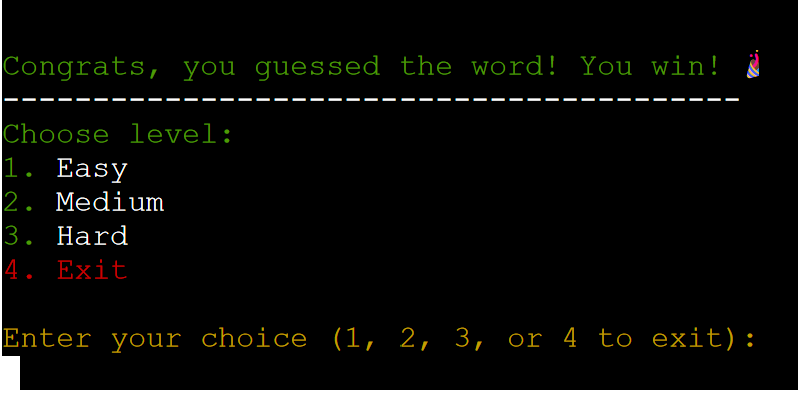 Congrats, you guessed the word! You win! 🎉
-----------------------------------------
Choose level:
1. Easy
2. Medium
3. Hard
4. Exit
Enter your choice (1, 2, 3, or 4 to exit):